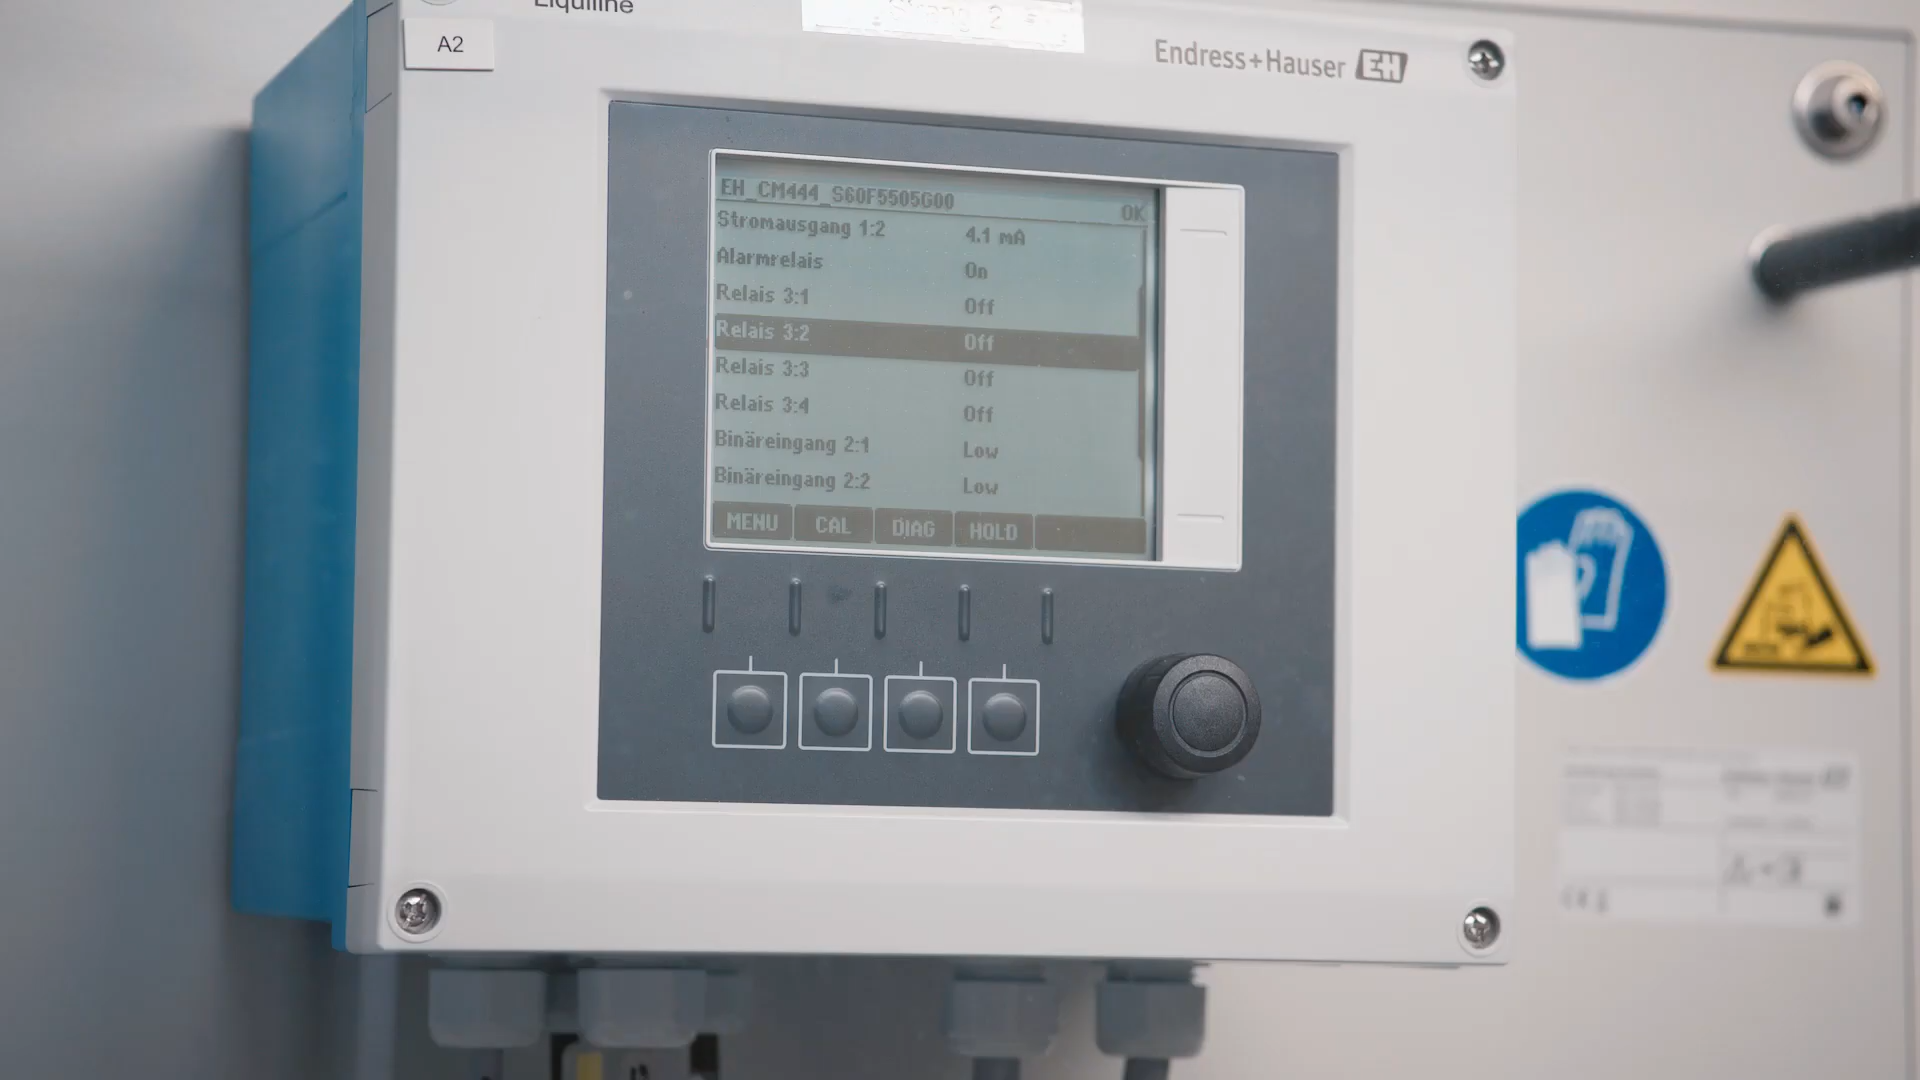 Liquiline
A2
Endress+Hauser EH
EH_CM444_S60F5505G00 OK
Stromausgang 1:2 4.1 mA
Alarmrelais On
Relais 3:1 Off
Relais 3:2 Off
Relais 3:3 Off
Relais 3:4 Off
Binäreingang 2:1 Low
Binäreingang 2:2 Low
MENU CAL DIAG HOLD